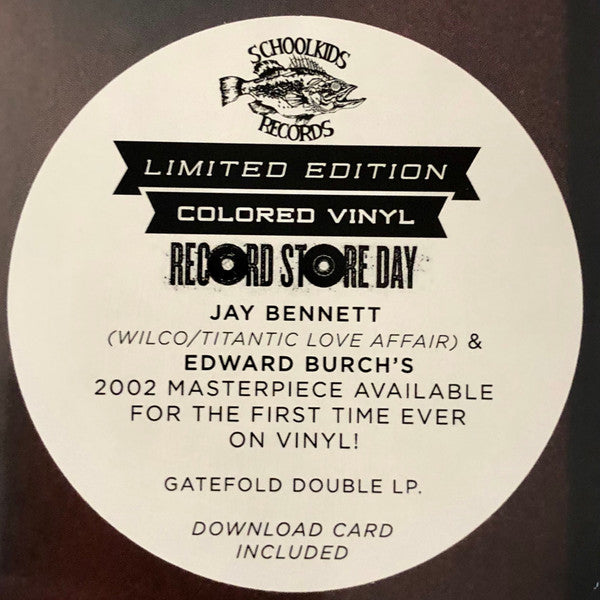 SCHOOLKIDS
RECORDS
LIMITED EDITION
COLORED VINYL
RECORD STORE DAY
JAY BENNETT
(WILCO/TITANTIC LOVE AFFAIR) &
EDWARD BURCH'S
2002 MASTERPIECE AVAILABLE
FOR THE FIRST TIME EVER
ON VINYL!
GATEFOLD DOUBLE LP.
DOWNLOAD CARD
INCLUDED